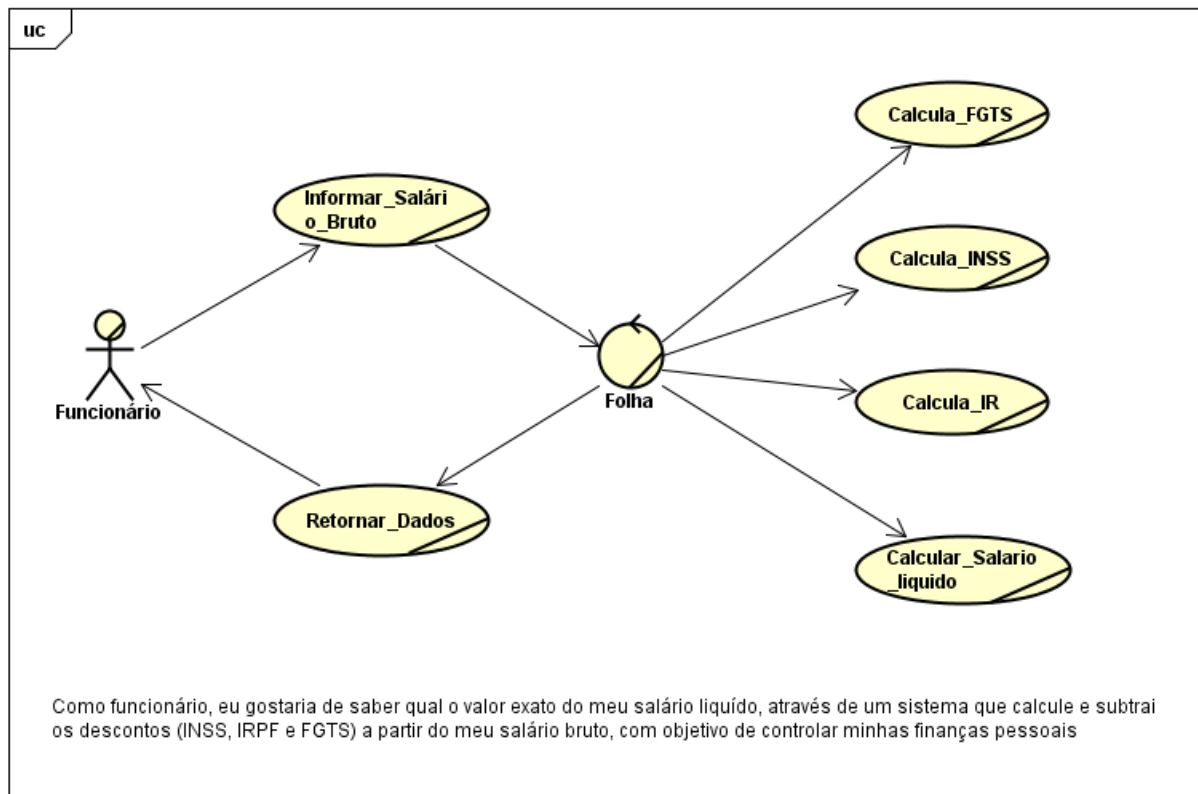 uc
Calcula_FGTS
Informar_Salári
o_Bruto
Calcula_INSS
Funcionário
Folha
Calcula_IR
Retornar_Dados
Calcular_Salario
_liquido
Como funcionário, eu gostaria de saber qual o valor exato do meu salário liquído, através de um sistema que calcule e subtrai
os descontos (INSS, IRPF e FGTS) a partir do meu salário bruto, com objetivo de controlar minhas finanças pessoais